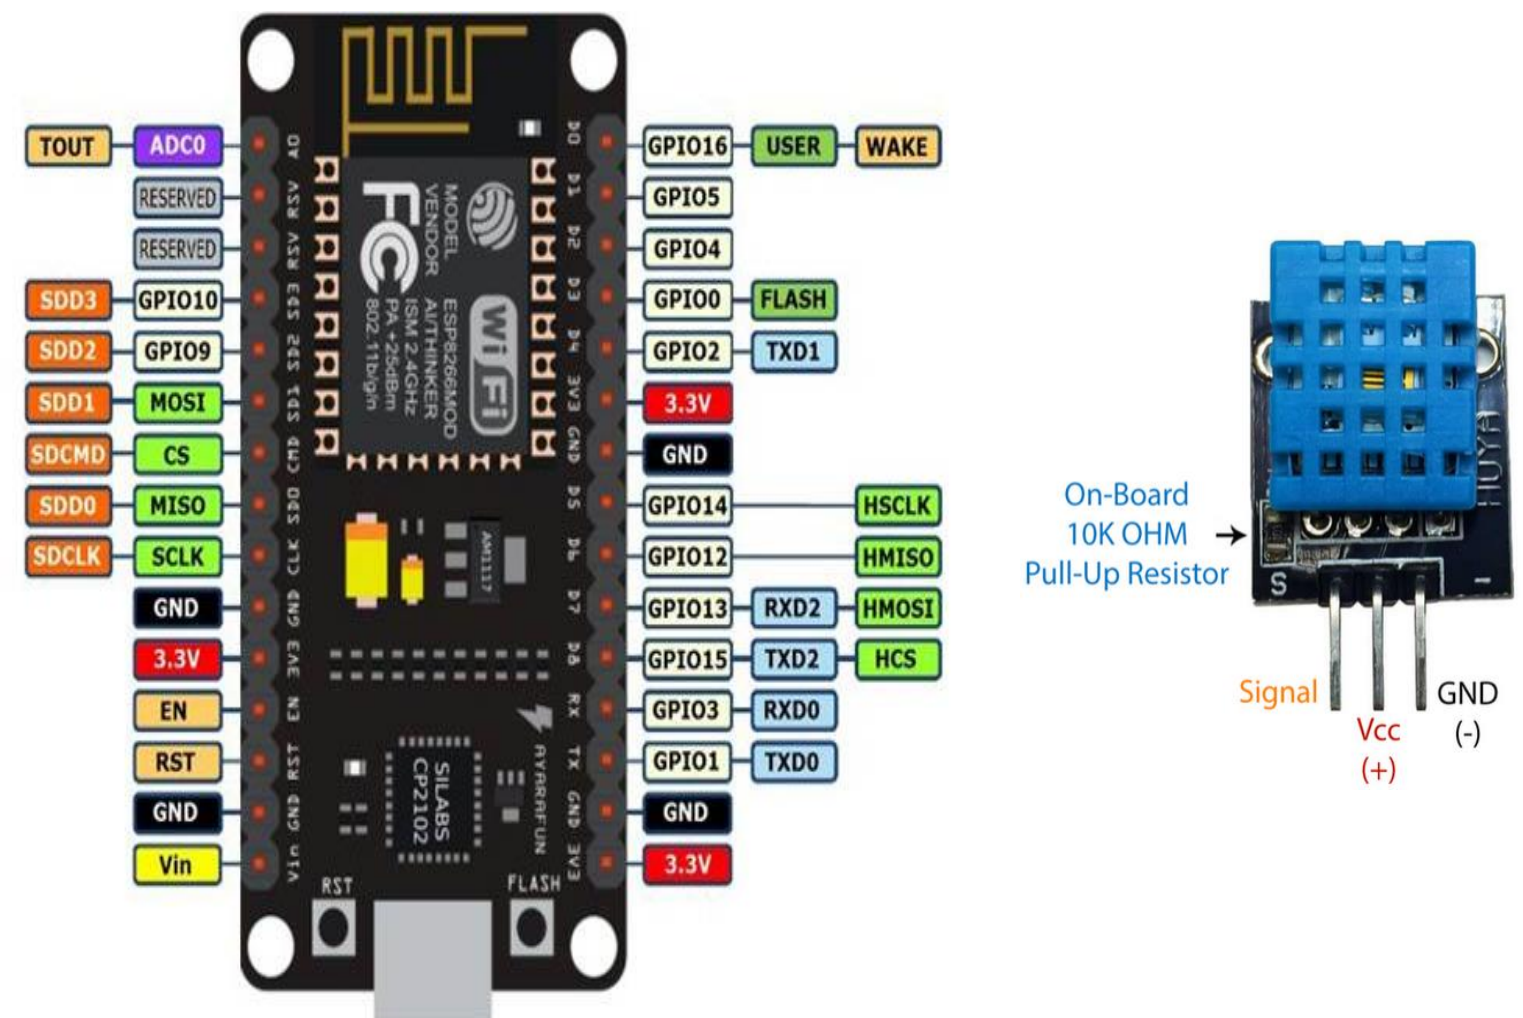 TOUT ADC0 A0 D0 GPIO16 USER WAKE
RESERVED RSV D1 GPIO5
RESERVED RSV D2 GPIO4
SDD3 GPIO10 SD3 D3 GPIO0 FLASH
SDD2 GPIO9 SD2 D4 GPIO2 TXD1
SDD1 MOSI SD1 3V3 3.3V
SDCMD CS CMD GND GND
SDD0 MISO SD0 D5 GPIO14 HSCLK
SDCLK SCLK CLK D6 GPIO12 HMISO
GND GND D7 GPIO13 RXD2 HMOSI
3.3V 3V3 D8 GPIO15 TXD2 HCS
EN EN RX GPIO3 RXD0
RST RST TX GPIO1 TXD0
GND GND GND GND
Vin Vin 3V3 3.3V
MODEL
VENDOR
FC
ESP8266MOD
AI/THINKER
ISM 2.4GHz
PA +25dBm
802.11b/g/n
Wi Fi
AM1117
SILABS
CP2102
AYARAFUN
RST
FLASH
On-Board
10K OHM
Pull-Up Resistor
S
-
Signal
Vcc
(+)
GND
(-)